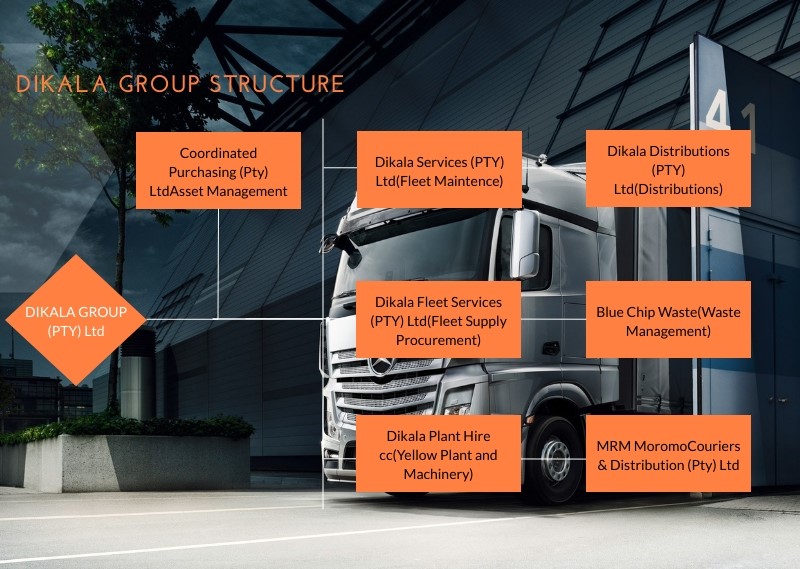 DIKALA GROUP STRUCTURE
41
Coordinated
Purchasing (Pty)
LtdAsset Management
Dikala Services (PTY)
Ltd(Fleet Maintence)
Dikala Distributions
(PTY)
Ltd(Distributions)
DIKALA GROUP
(PTY) Ltd
Dikala Fleet Services
(PTY) Ltd(Fleet Supply
Procurement)
Blue Chip Waste(Waste
Management)
Dikala Plant Hire
cc(Yellow Plant and
Machinery)
MRM MoromoCouriers
& Distribution (Pty) Ltd